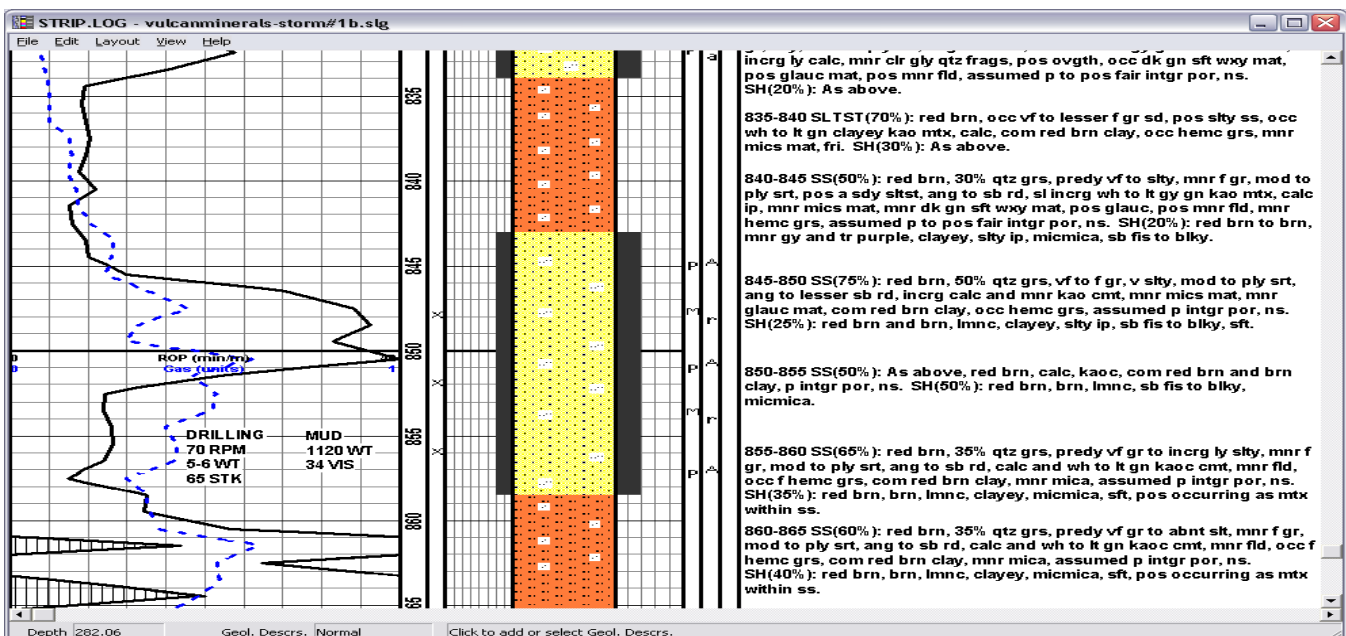 STRIP.LOG - vulcanminerals-storm#1b.slg
File Edit Layout View Help
incrg ly calc, mnr clr gly qtz frags, pos ovgth, occ dk gn sft wxy mat,
pos glauc mat, pos mnr fld, assumed p to pos fair intgr por, ns.
SH(20%): As above.
835-840 SLTST(70%): red brn, occ vf to lesser f gr sd, pos slty ss, occ
wh to lt gn clayey kao mtx, calc, com red brn clay, occ hemc grs, mnr
mics mat, fri. SH(30%): As above.
840-845 SS(50%): red brn, 30% qtz grs, predy vf to slty, mnr f gr, mod to
ply srt, pos a sdy sltst, ang to sb rd, sl incrg wh to lt gy gn kao mtx, calc
ip, mnr mics mat, mnr dk gn sft wxy mat, pos glauc, pos mnr fld, mnr
hemc grs, assumed p to pos fair intgr por, ns. SH(20%): red brn to brn,
mnr gy and tr purple, clayey, slty ip, micmica, sb fis to blky.
845-850 SS(75%): red brn, 50% qtz grs, vf to f gr, v slty, mod to ply srt,
ang to lesser sb rd, incrg calc and mnr kao cmt, mnr mics mat, mnr
glauc mat, com red brn clay, occ hemc grs, assumed p intgr por, ns.
SH(25%): red brn and brn, lmnc, clayey, slty ip, sb fis to blky, sft.
850-855 SS(50%): As above, red brn, calc, kaoc, com red brn and brn
clay, p intgr por, ns. SH(50%): red brn, brn, lmnc, sb fis to blky,
micmica.
855-860 SS(65%): red brn, 35% qtz grs, predy vf gr to incrg ly slty, mnr f
gr, mod to ply srt, ang to sb rd, calc and wh to lt gn kaoc cmt, mnr fld,
occ f hemc grs, com red brn clay, mnr mica, assumed p intgr por, ns.
SH(35%): red brn, brn, lmnc, clayey, micmica, sft, pos occurring as mtx
within ss.
860-865 SS(60%): red brn, 35% qtz grs, predy vf gr to abnt slt, mnr f gr,
mod to ply srt, ang to sb rd, calc and wh to lt gn kaoc cmt, mnr fld, occ f
hemc grs, com red brn clay, mnr mica, assumed p intgr por, ns.
SH(40%): red brn, brn, lmnc, clayey, micmica, sft, pos occurring as mtx
within ss.
835
840
845
850
855
860
65
ROP (min/m)
Gas (units)
1
DRILLING MUD
70 RPM 1120 WT
5-6 WT 34 VIS
65 STK
a
P A
M r
P A
M r
P A
X
X
X
Depth 282.06 Geol. Descrs. Normal Click to add or select Geol. Descrs.